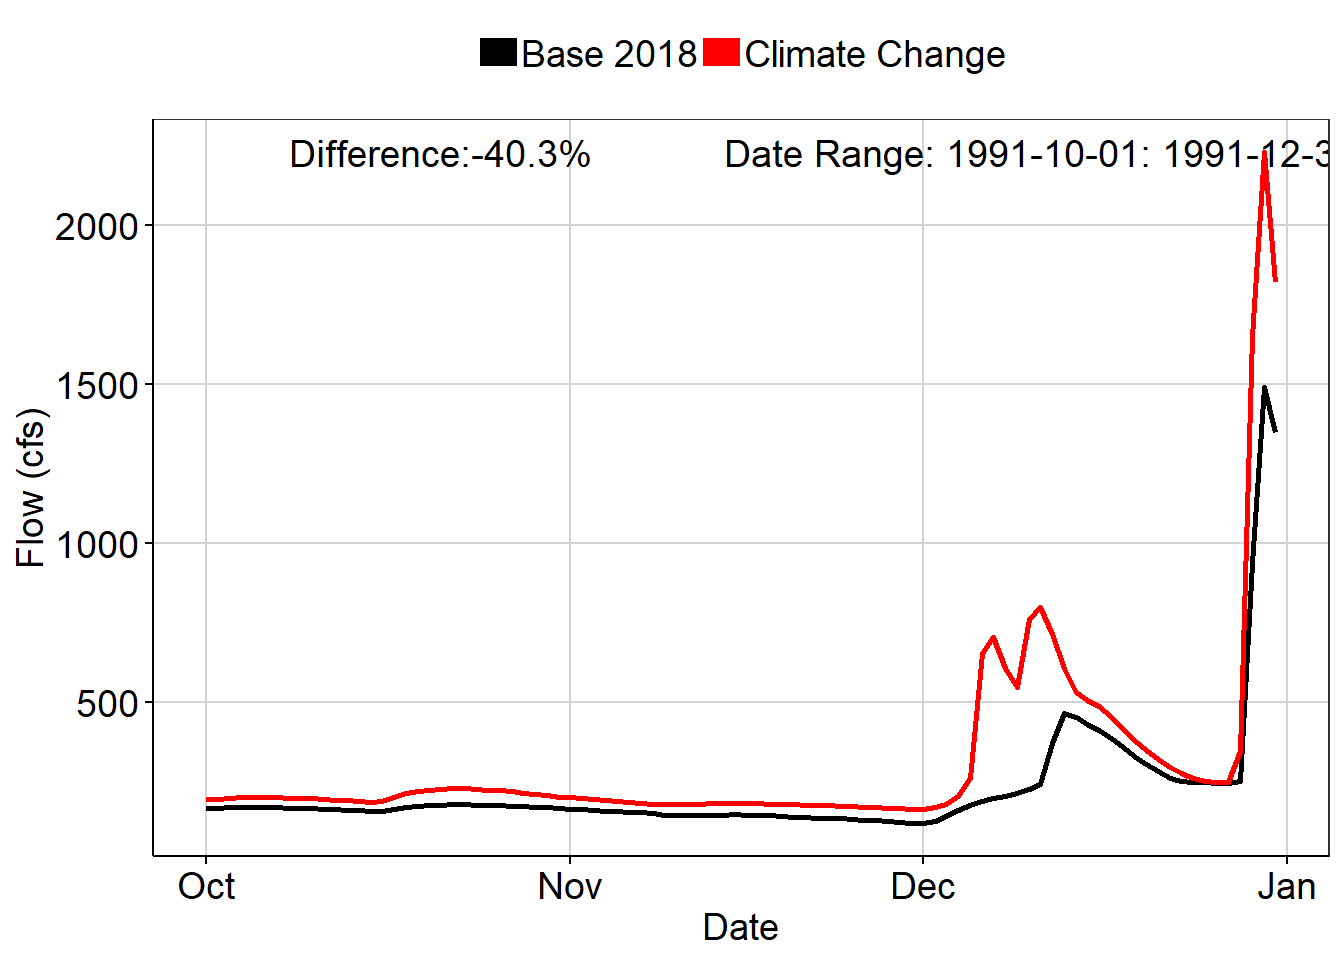 Base 2018 Climate Change
Difference:-40.3% Date Range: 1991-10-01: 1991-12-3
2000
1500
1000
500
Flow (cfs)
Oct Nov Dec Jan
Date